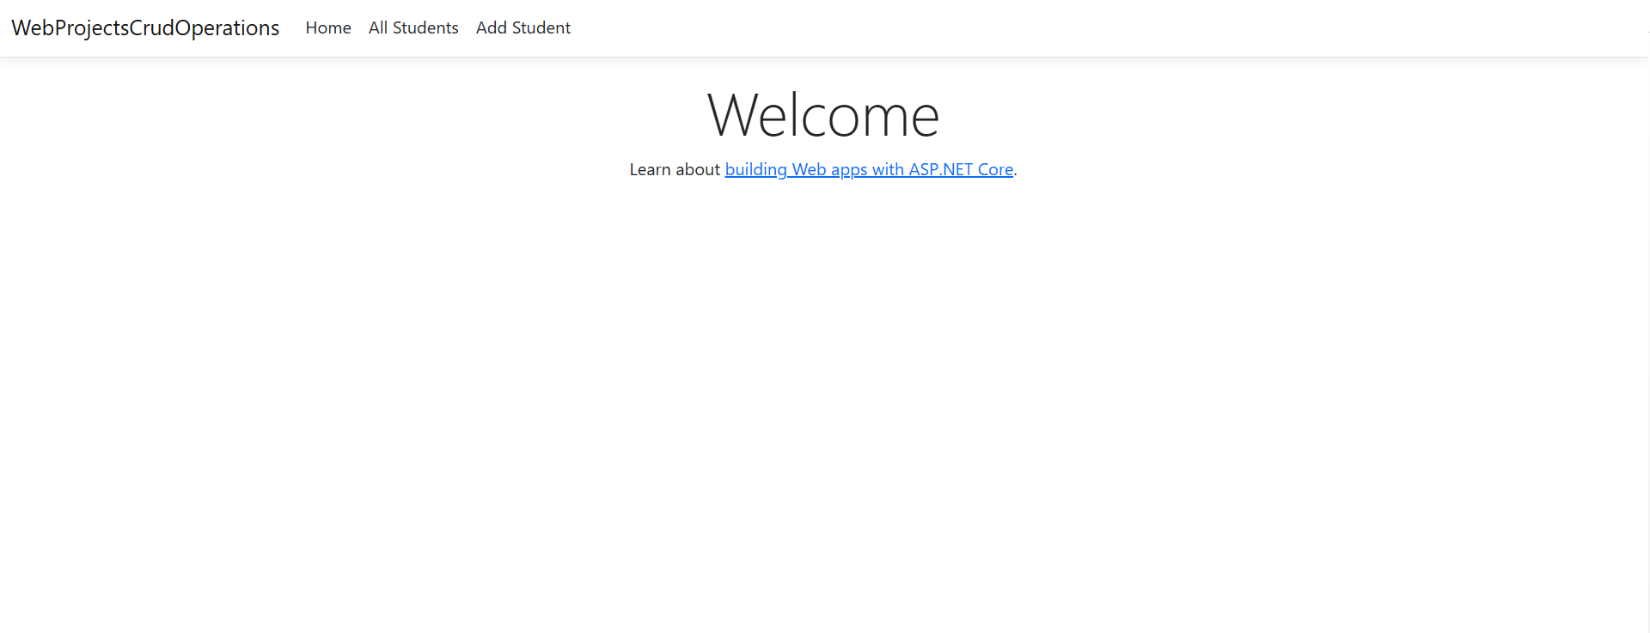 WebProjectsCrudOperations Home All Students Add Student
Welcome
Learn about building Web apps with ASP.NET Core.